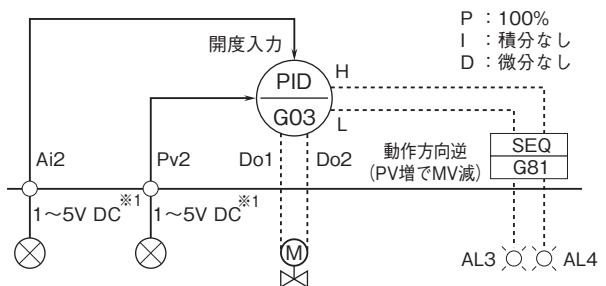 P : 100%
I : 積分なし
D : 微分なし
開度入力
PID
G03
H
L
SEQ
G81
動作方向逆
(PV増でMV減)
Ai2
Pv2
Do1
Do2
1~5V DC※1
1~5V DC※1
M
AL3
AL4